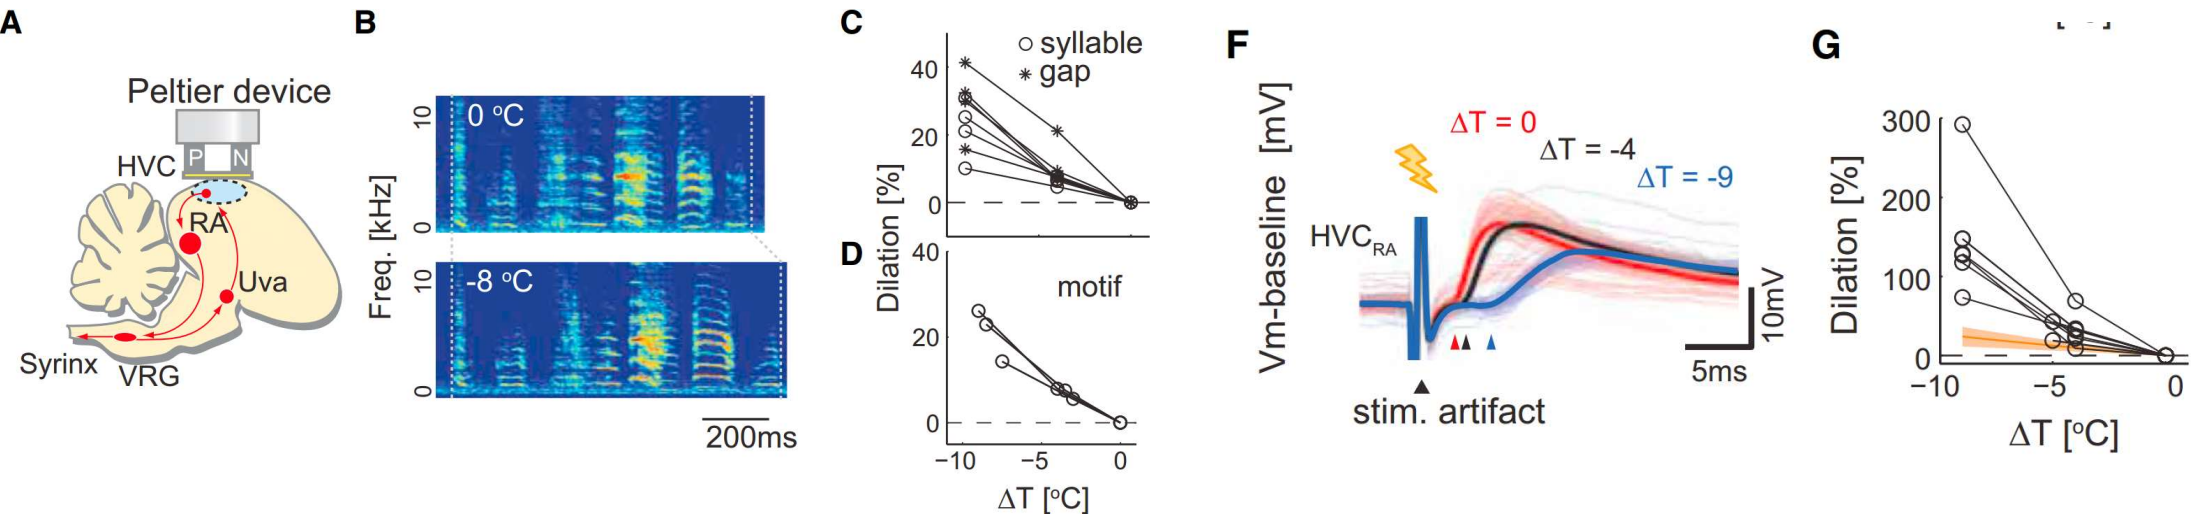 A
Peltier device
P N
HVC
RA
Uva
Syrinx
VRG
B
Freq. [kHz]
10
0
0 °C
10
0
-8 °C
200ms
C
syllable
gap
40
20
0
Dilation [%]
D
motif
40
20
0
−10 −5 0
ΔT [°C]
F
Vm-baseline [mV]
ΔT = 0
ΔT = -4
ΔT = -9
HVC RA
10mV
5ms
stim. artifact
G
Dilation [%]
300
200
100
0
−10 −5 0
ΔT [°C]